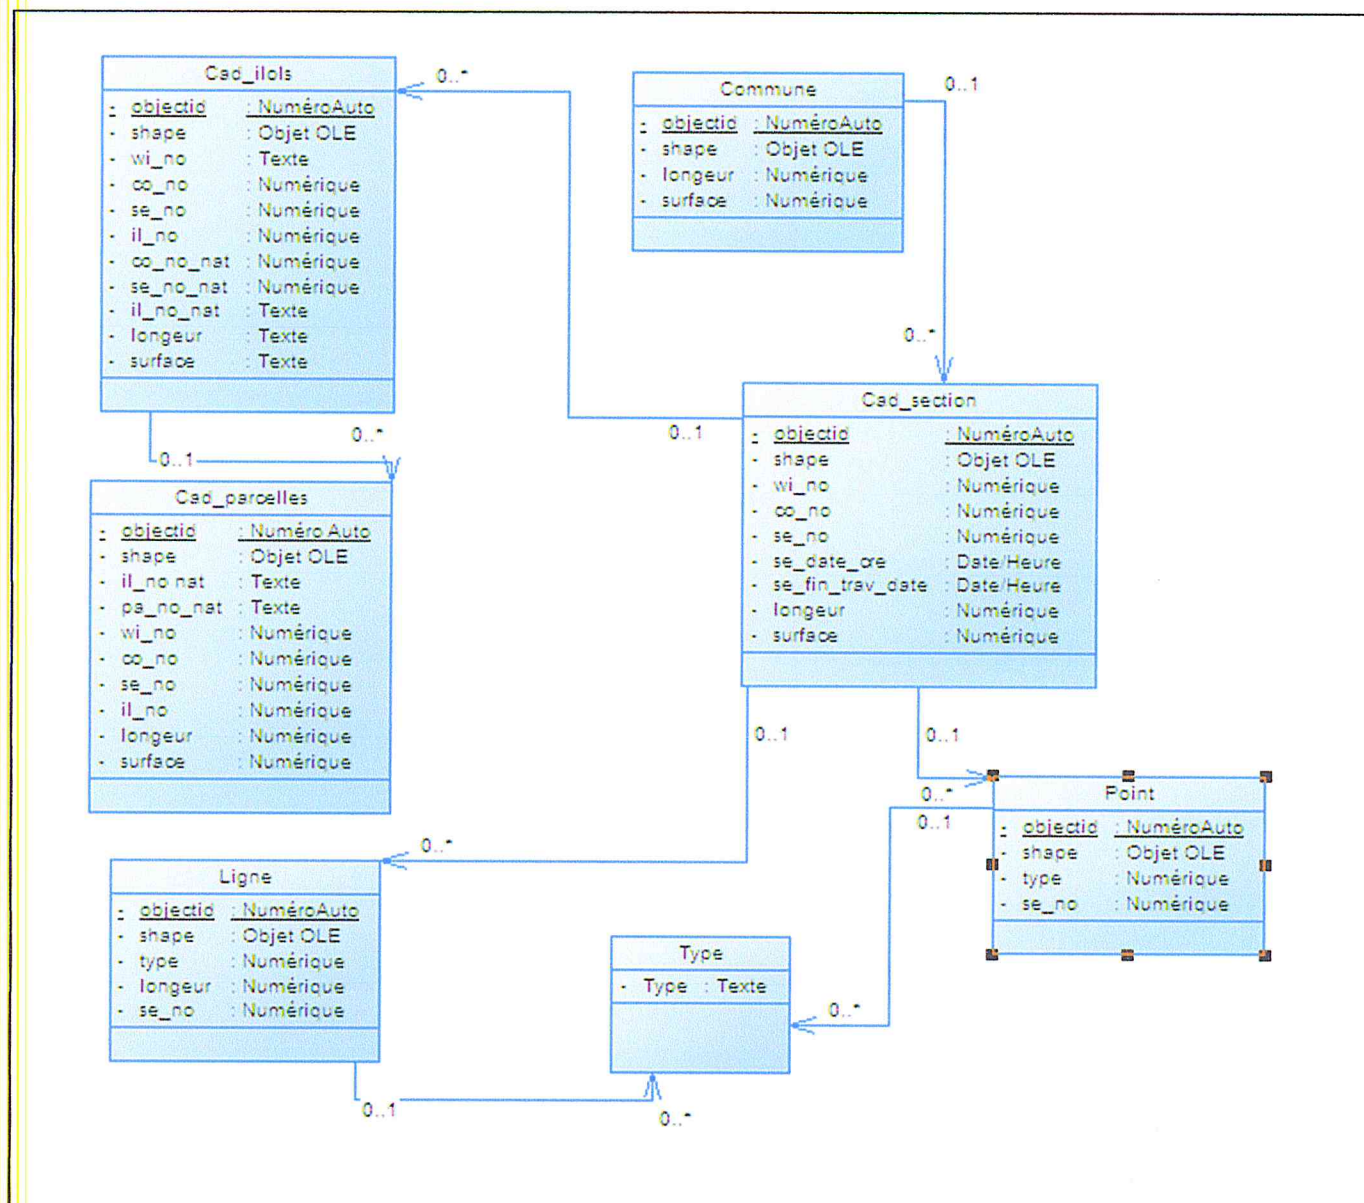 Cad_ilots
- objectid : NuméroAuto
- shape : Objet OLE
- wi_no : Texte
- co_no : Numérique
- se_no : Numérique
- il_no : Numérique
- co_no_nat : Numérique
- se_no_nat : Numérique
- il_no_nat : Texte
- longeur : Texte
- surface : Texte
0..*
Commune
- objectid : NuméroAuto
- shape : Objet OLE
- longeur : Numérique
- surface : Numérique
0..1
0..*
0..1
Cad_section
- objectid : NuméroAuto
- shape : Objet OLE
- wi_no : Numérique
- co_no : Numérique
- se_no : Numérique
- se_date_cre : Date/Heure
- se_fin_trav_date : Date/Heure
- longeur : Numérique
- surface : Numérique
0..*
0..1
Cad_parcelles
- objectid : Numéro Auto
- shape : Objet OLE
- il_no nat : Texte
- pa_no_nat : Texte
- wi_no : Numérique
- co_no : Numérique
- se_no : Numérique
- il_no : Numérique
- longeur : Numérique
- surface : Numérique
0..1
0..1
0..*
0..1
Point
- objectid : NuméroAuto
- shape : Objet OLE
- type : Numérique
- se_no : Numérique
0..*
Ligne
- objectid : NuméroAuto
- shape : Objet OLE
- type : Numérique
- longeur : Numérique
- se_no : Numérique
Type
- Type : Texte
0..*
0..1
0..*